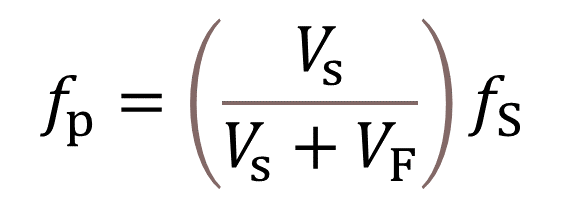 f_p = (V_s / (V_s + V_F)) f_S